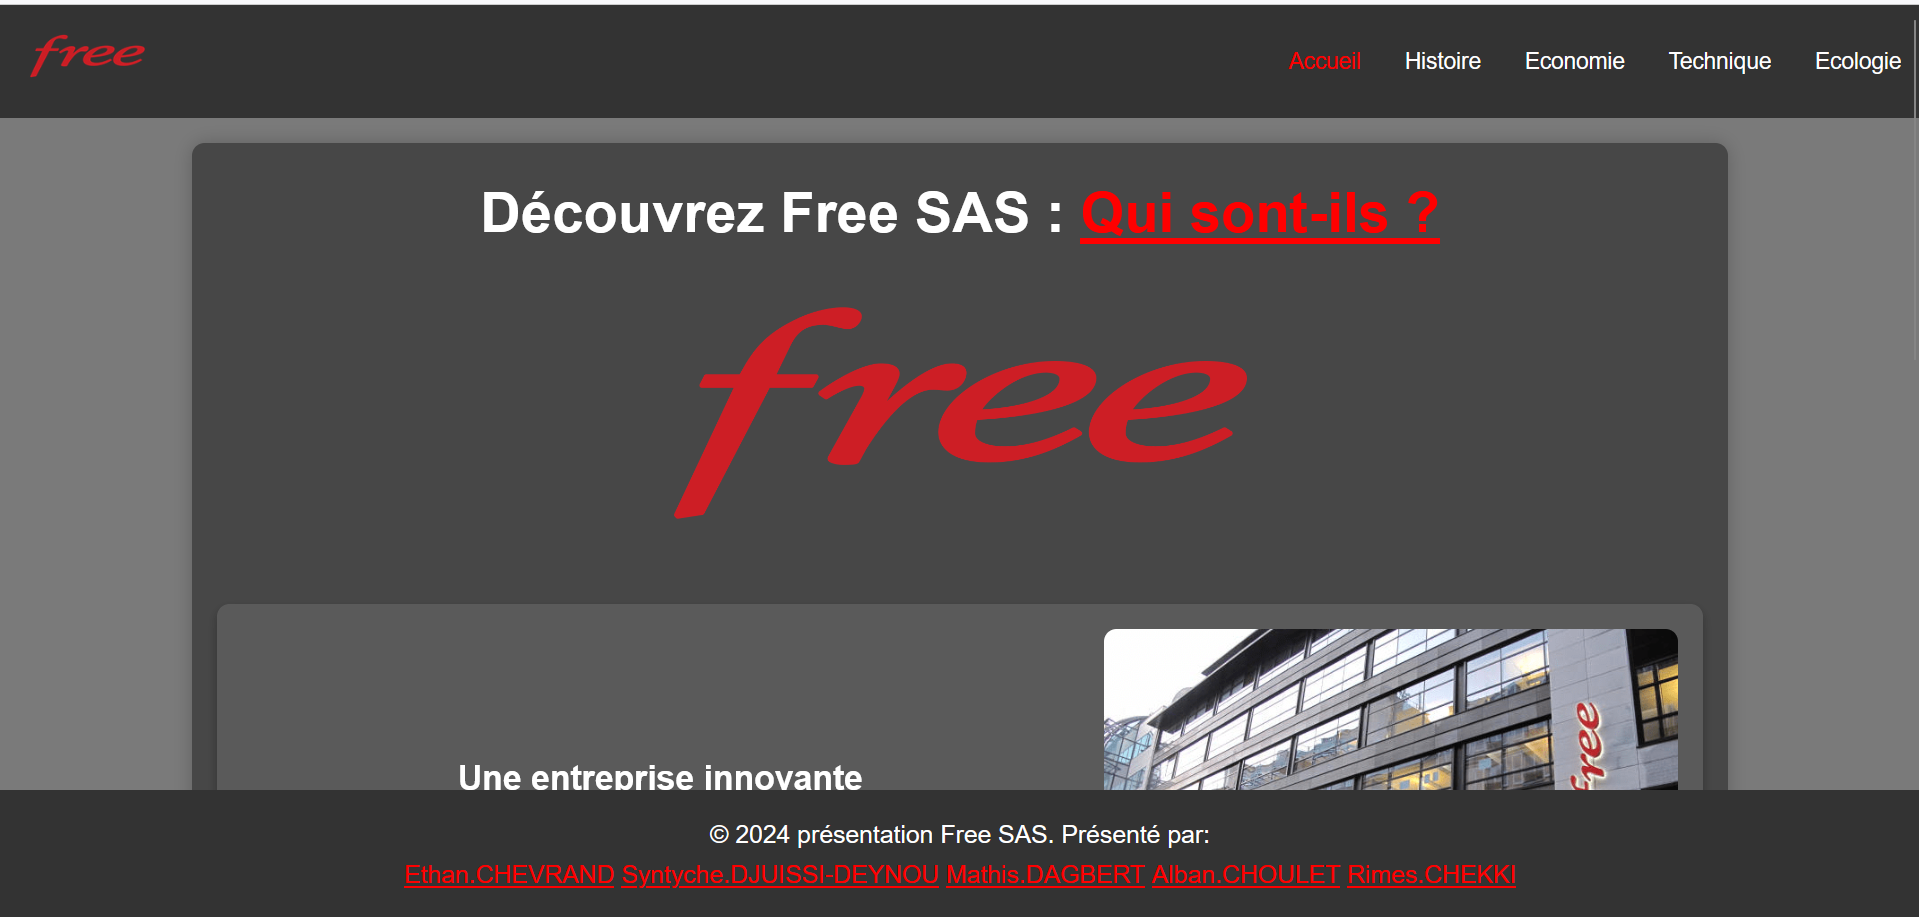 free
Accueil Histoire Economie Technique Ecologie
Découvrez Free SAS : Qui sont-ils ?
free
free
Une entreprise innovante
© 2024 présentation Free SAS. Présenté par:
Ethan.CHEVRAND Syntyche.DJUISSI-DEYNOU Mathis.DAGBERT Alban.CHOULET Rimes.CHEKKI